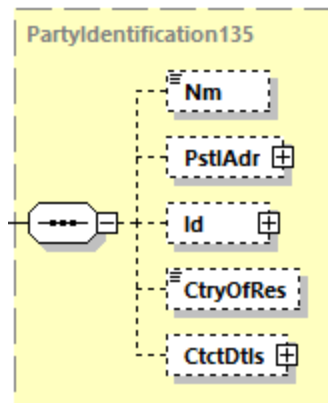 PartyIdentification135
Nm
PstlAdr
Id
CtryOfRes
CtctDtls